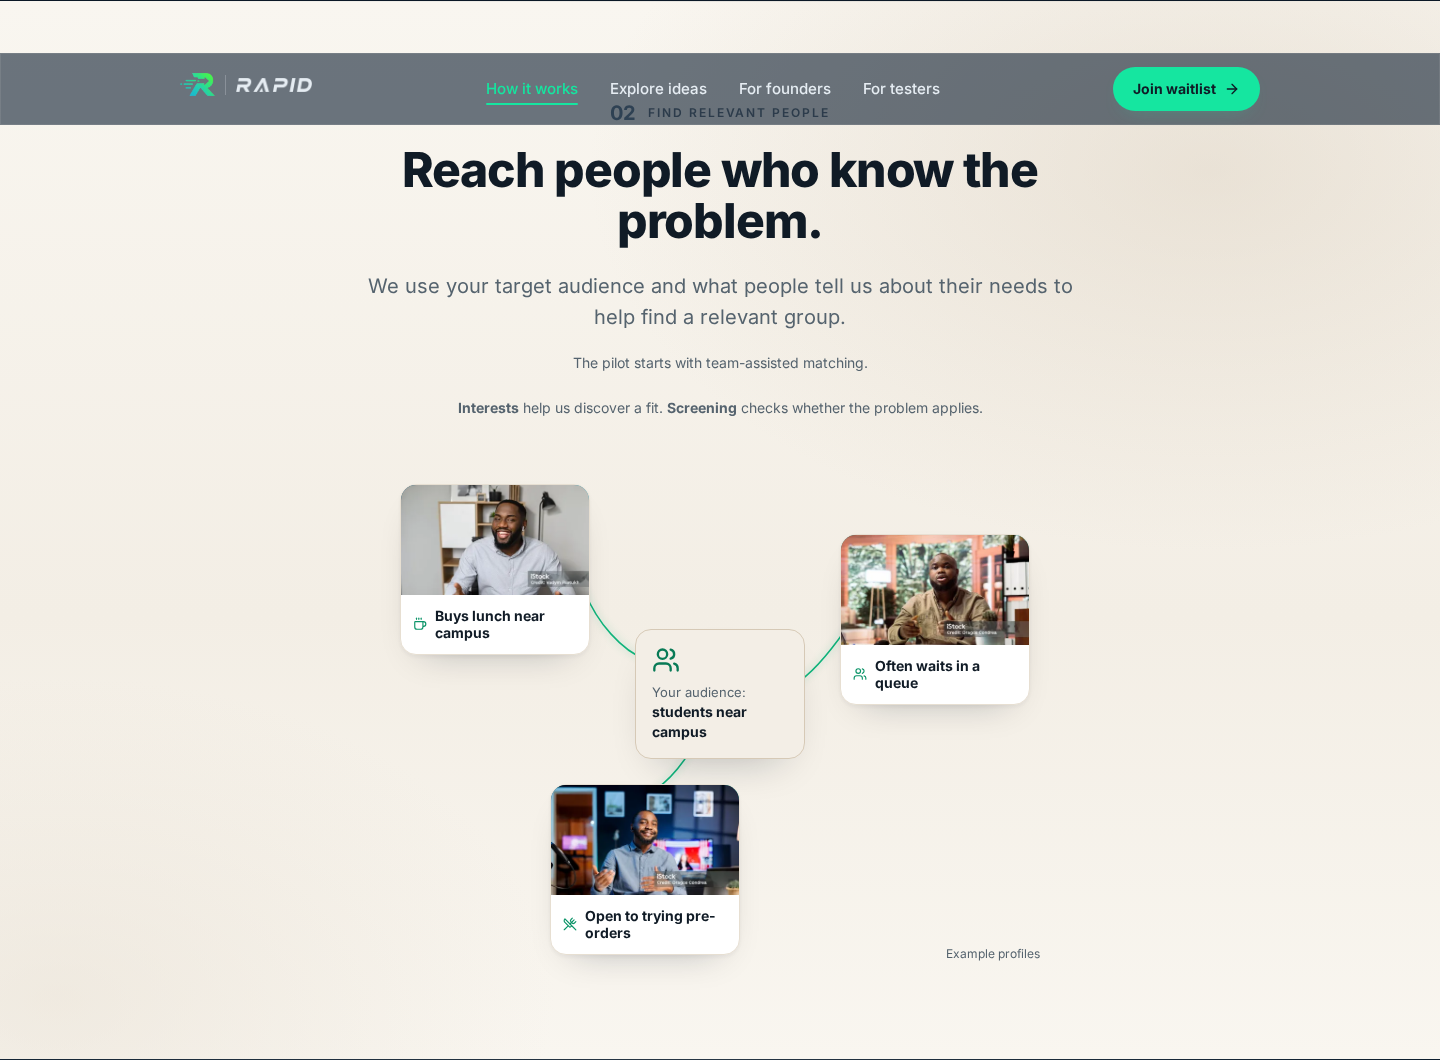 RAPID
How it works
Explore ideas
For founders
For testers
Join waitlist
02 FIND RELEVANT PEOPLE
Reach people who know the
problem.
We use your target audience and what people tell us about their needs to
help find a relevant group.
The pilot starts with team-assisted matching.
Interests help us discover a fit. Screening checks whether the problem applies.
iStock
Buys lunch near
campus
iStock
Often waits in a
queue
Your audience:
students near
campus
iStock
Open to trying pre-
orders
Example profiles